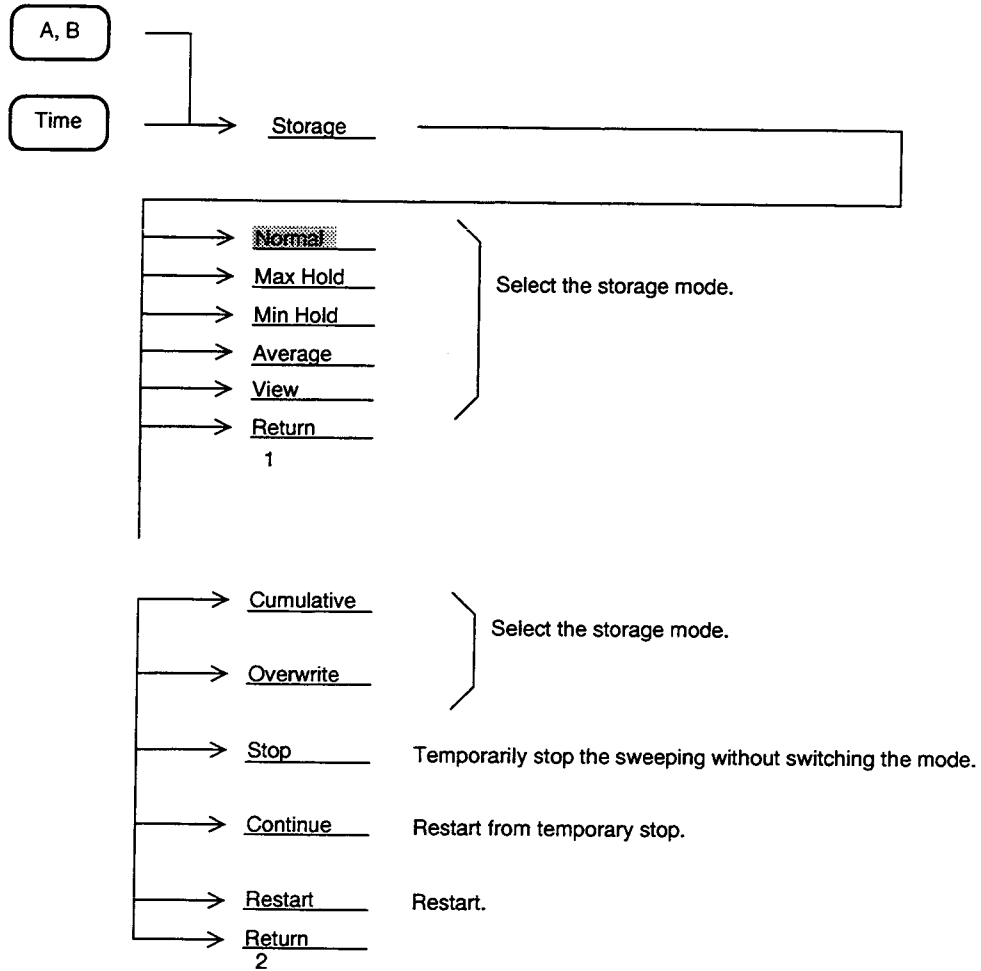 A, B
Time
Storage
Normal
Max Hold
Select the storage mode.
Min Hold
Average
View
Return
1
Cumulative
Select the storage mode.
Overwrite
Stop Temporarily stop the sweeping without switching the mode.
Continue Restart from temporary stop.
Restart Restart.
Return
2